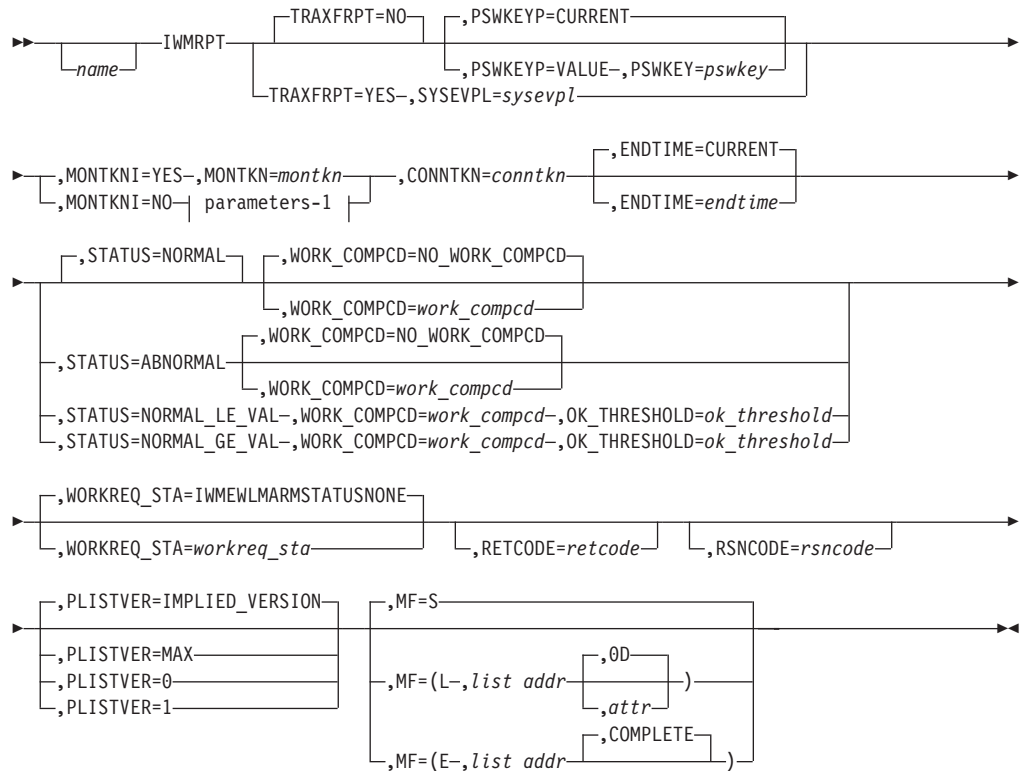 TRAXFRPT=NO ,PSWKEYP=CURRENT
name IWMRPT ,PSWKEYP=VALUE ,PSWKEY=pswkey
TRAXFRPT=YES ,SYSEVPL=sysevpl
,ENDTIME=CURRENT
,MONTKNI=YES ,MONTKN=montkn ,CONNTKN=conntkn
,MONTKNI=NO parameters-1 ,ENDTIME=endtime
,STATUS=NORMAL ,WORK_COMPCD=NO_WORK_COMPCD
,WORK_COMPCD=work_compcd
,WORK_COMPCD=NO_WORK_COMPCD
,STATUS=ABNORMAL
,WORK_COMPCD=work_compcd
,STATUS=NORMAL_LE_VAL ,WORK_COMPCD=work_compcd ,OK_THRESHOLD=ok_threshold
,STATUS=NORMAL_GE_VAL ,WORK_COMPCD=work_compcd ,OK_THRESHOLD=ok_threshold
,WORKREQ_STA=IWMEWLMARMSTATUSNONE
,WORKREQ_STA=workreq_sta ,RETCODE=retcode ,RSNCODE=rsncode
,PLISTVER=IMPLIED_VERSION ,MF=S
,PLISTVER=MAX ,0D
,PLISTVER=0 ,MF=(L ,list addr )
,PLISTVER=1 ,attr
,COMPLETE
,MF=(E ,list addr )